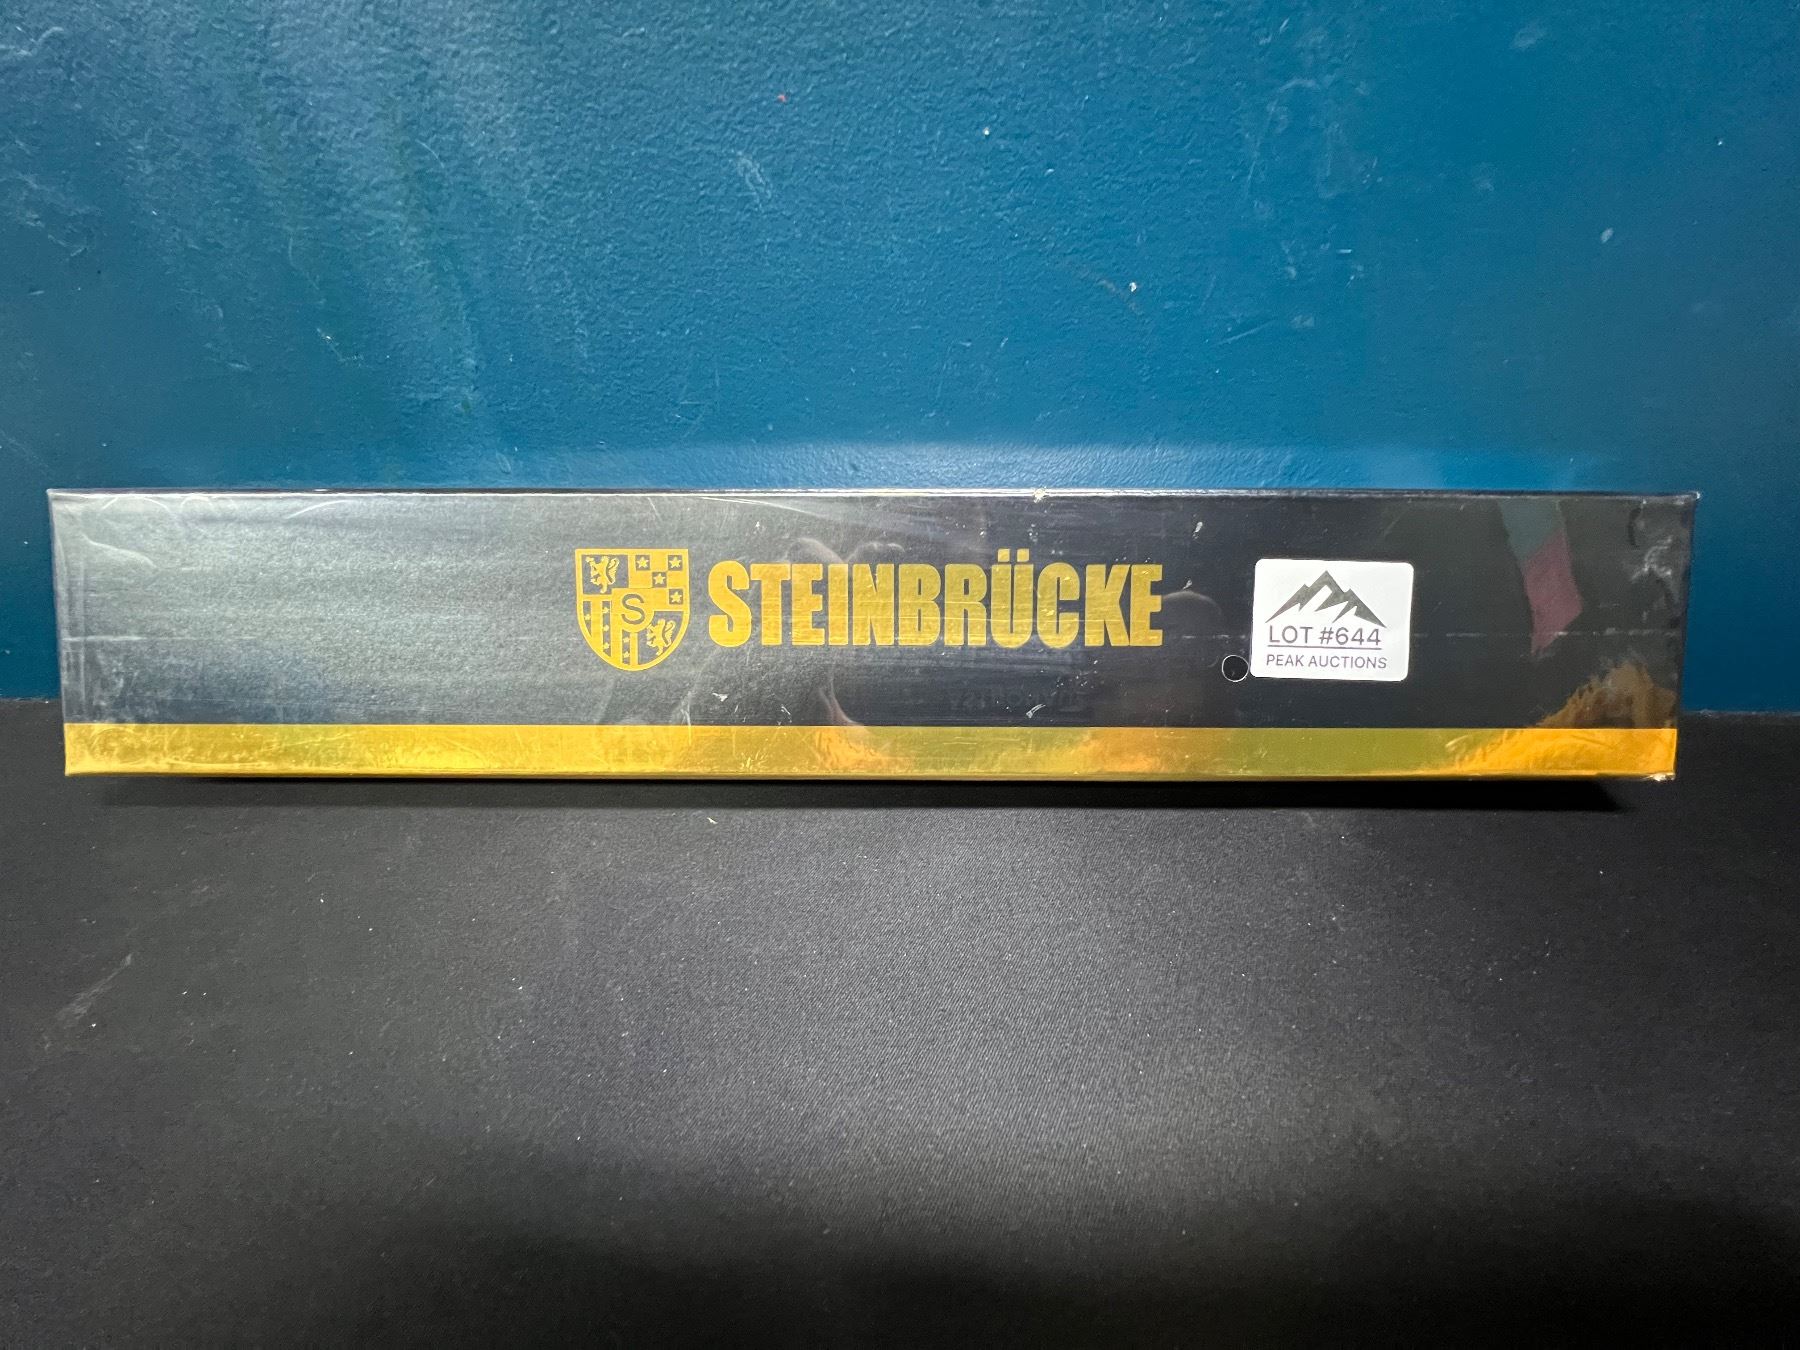 S
STEINBRÜCKE
LOT #644
PEAK AUCTIONS